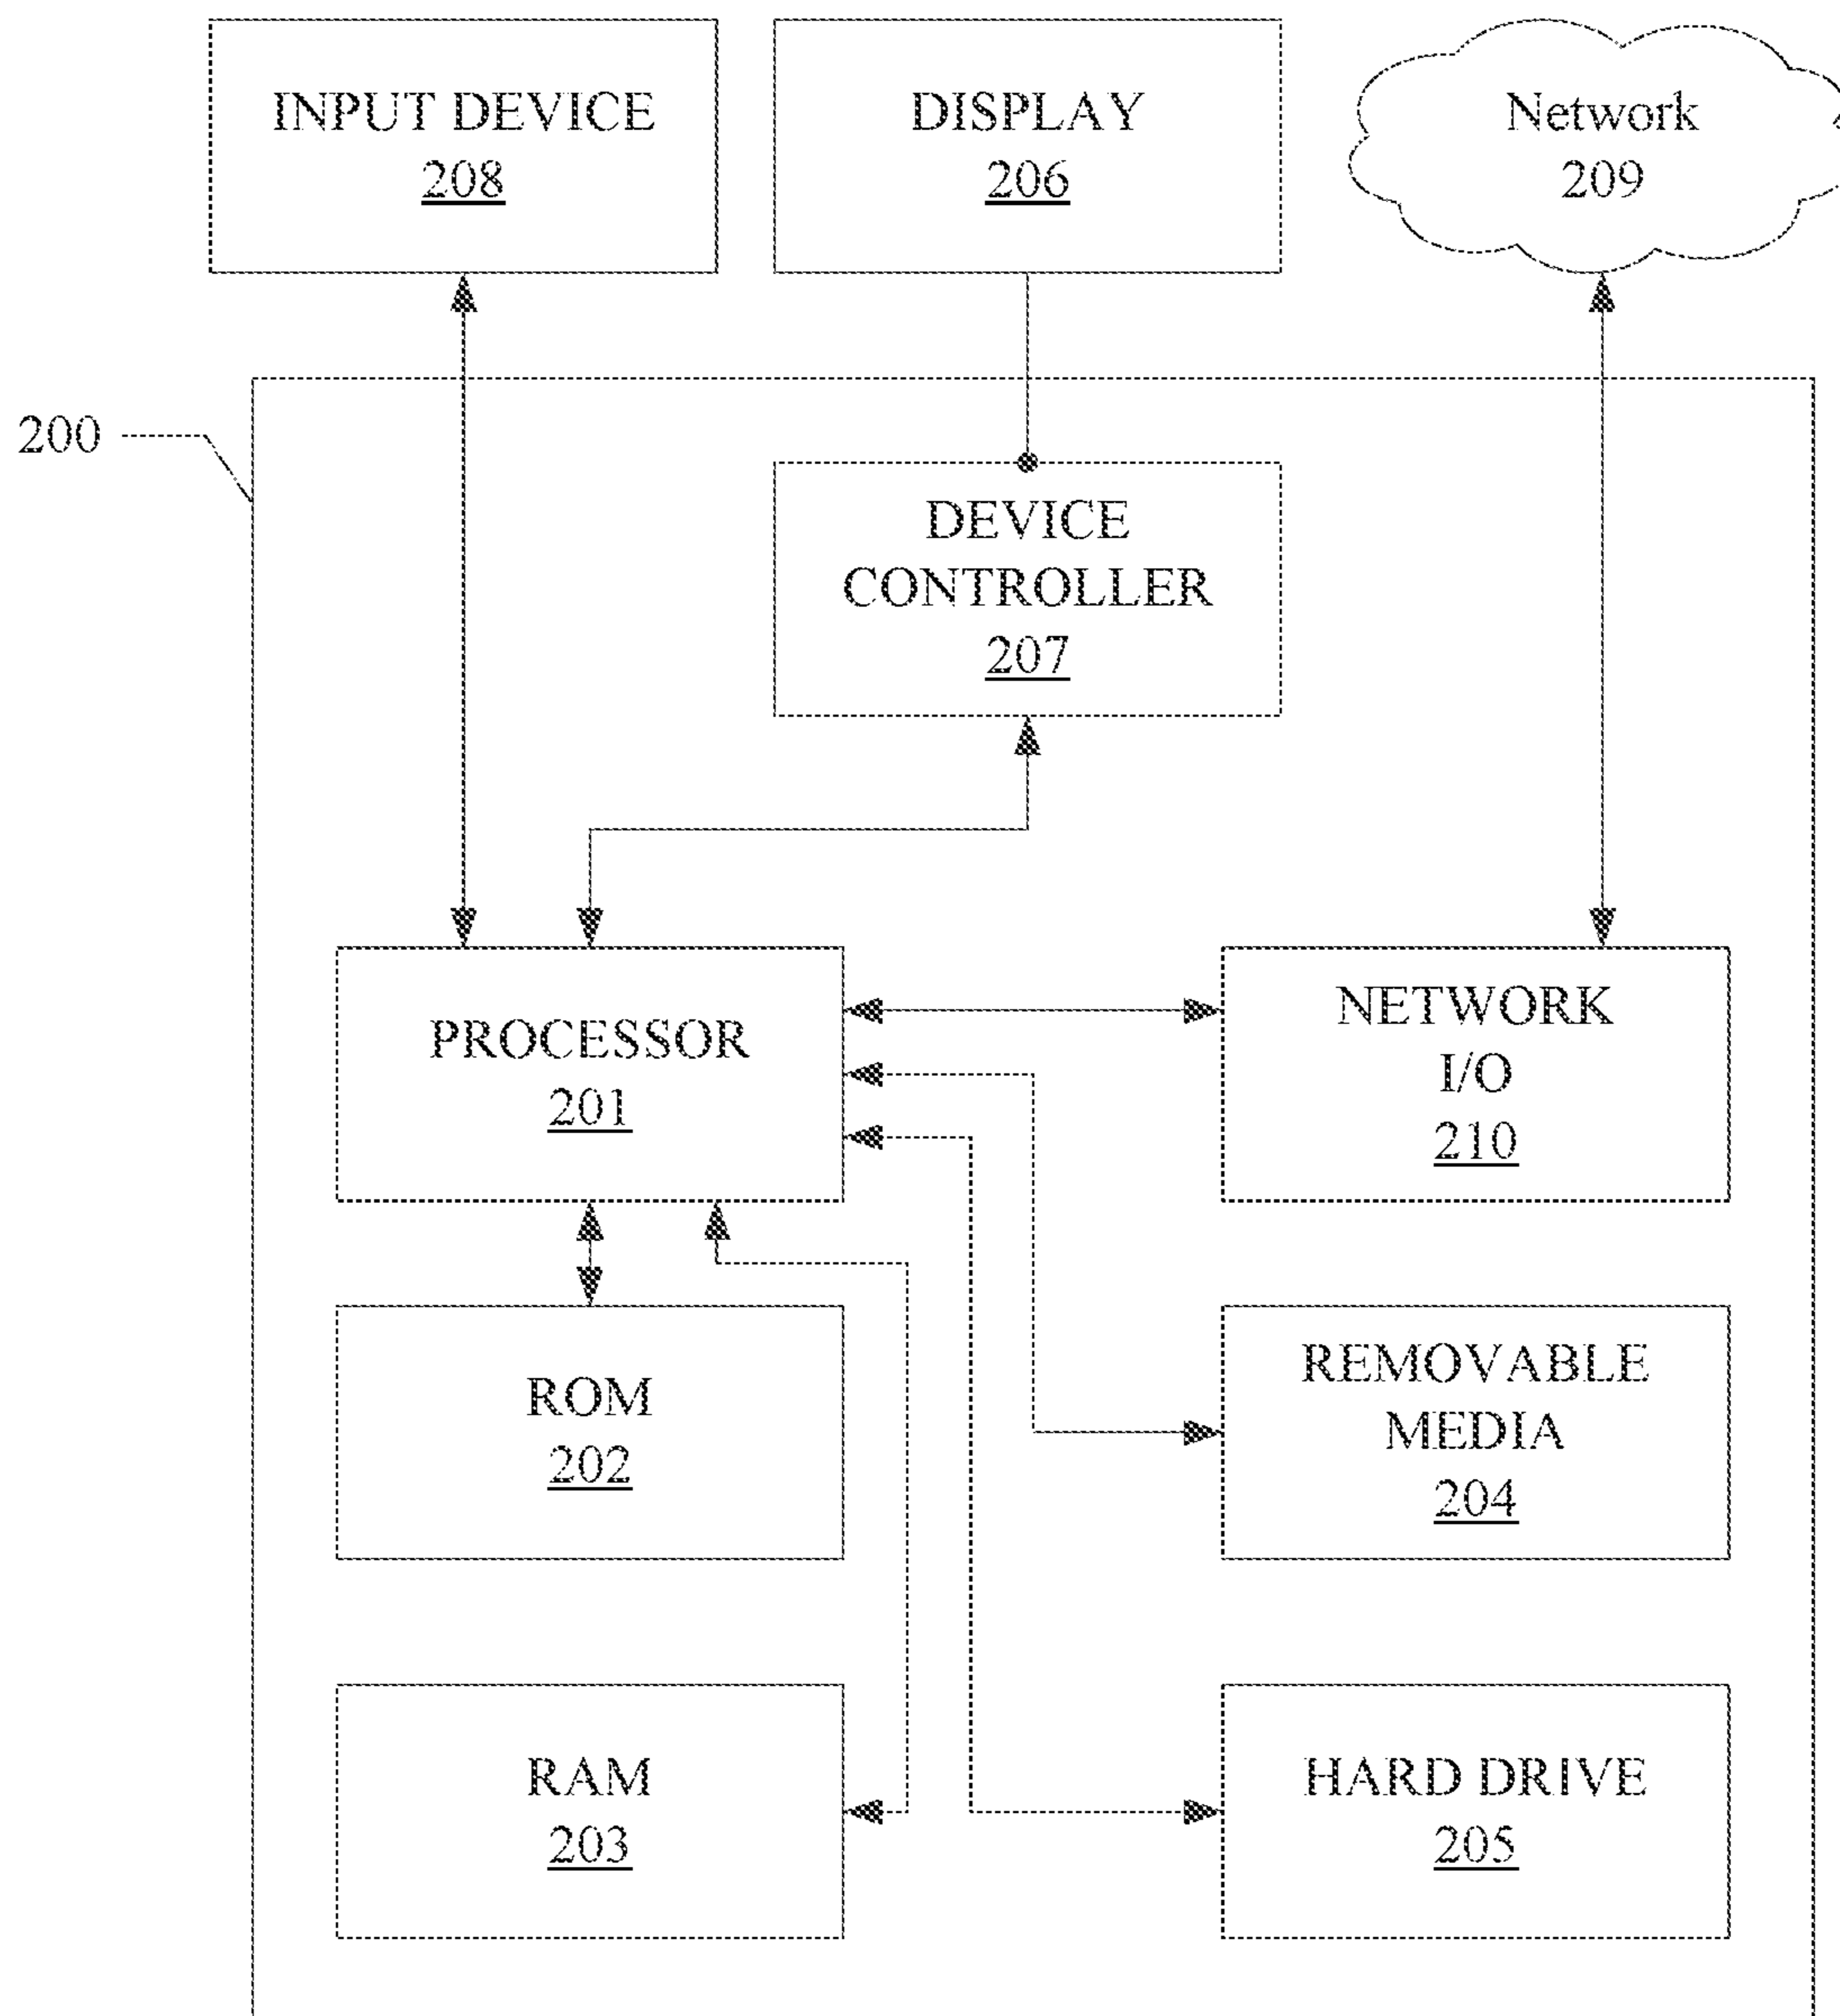 INPUT DEVICE
208
DISPLAY
206
Network
209
200
DEVICE
CONTROLLER
207
PROCESSOR
201
NETWORK
I/O
210
ROM
202
REMOVABLE
MEDIA
204
RAM
203
HARD DRIVE
205